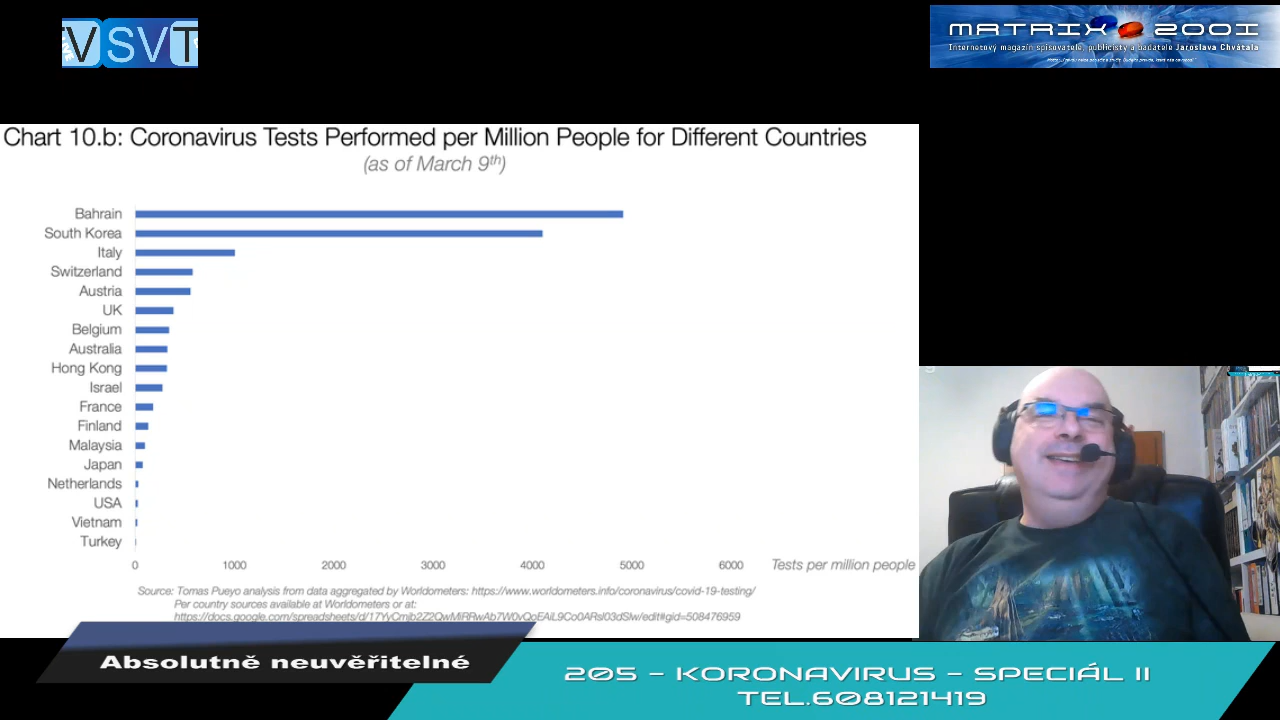 VSVT
MATRIX 2001
Internetový magazín spisovatele, publicisty a badatele Jaroslava Chvátala
Chart 10.b: Coronavirus Tests Performed per Million People for Different Countries
(as of March 9th)
Bahrain
South Korea
Italy
Switzerland
Austria
UK
Belgium
Australia
Hong Kong
Israel
France
Finland
Malaysia
Japan
Netherlands
USA
Vietnam
Turkey
0 1000 2000 3000 4000 5000 6000 Tests per million people
Source: Tomas Pueyo analysis from data aggregated by Worldometers: https://www.worldometers.info/coronavirus/covid-19-testing/
Per country sources available at Worldometers or at:
Absolutně neuvěřitelné
205 - KORONAVIRUS - SPECIÁL II
TEL.608121419